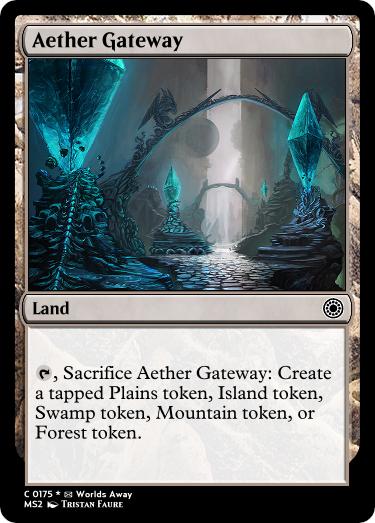 Aether Gateway
Land
, Sacrifice Aether Gateway: Create
a tapped Plains token, Island token,
Swamp token, Mountain token, or
Forest token.
C 0175 * Worlds Away
MS2 Tristan Faure